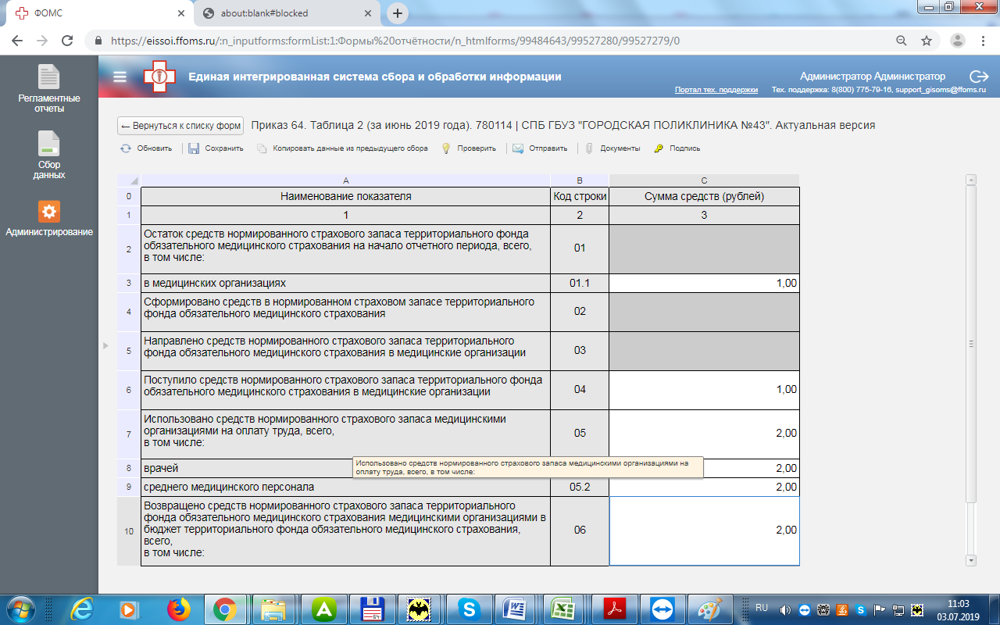 ФОМС
about:blank#blocked
https://eissoi.ffoms.ru/:n_inputforms:formList:1:Формы%20отчётности/n_htmlforms/99484643/99527280/99527279/0
Регламентные
отчеты
Сбор
данных
Администрирование
Единая интегрированная система сбора и обработки информации
Администратор Администратор
Портал тех. поддержки
Тех. поддержка: 8(800) 775-79-16, support_gisoms@ffoms.ru
← Вернуться к списку форм
Приказ 64. Таблица 2 (за июнь 2019 года). 780114 | СПБ ГБУЗ "ГОРОДСКАЯ ПОЛИКЛИНИКА №43". Актуальная версия
Обновить
Сохранить
Копировать данные из предыдущего сбора
Проверить
Отправить
Документы
Подпись
A B C
0 Наименование показателя Код строки Сумма средств (рублей)
1 1 2 3
2 Остаток средств нормированного страхового запаса территориального фонда
обязательного медицинского страхования на начало отчетного периода, всего,
в том числе:
01
3 в медицинских организациях 01.1 1,00
4 Сформировано средств в нормированном страховом запасе территориального
фонда обязательного медицинского страхования
02
5 Направлено средств нормированного страхового запаса территориального
фонда обязательного медицинского страхования в медицинские организации
03
6 Поступило средств нормированного страхового запаса территориального фонда
обязательного медицинского страхования в медицинские организации
04 1,00
7 Использовано средств нормированного страхового запаса медицинскими
организациями на оплату труда, всего,
в том числе:
05 2,00
8 врачей 2,00
Использовано средств нормированного страхового запаса медицинскими организациями на
оплату труда, всего, в том числе:
9 среднего медицинского персонала 05.2 2,00
10 Возвращено средств нормированного страхового запаса территориального
фонда обязательного медицинского страхования медицинскими организациями в
бюджет территориального фонда обязательного медицинского страхования,
всего,
в том числе:
06 2,00
64
RU
11:03
03.07.2019